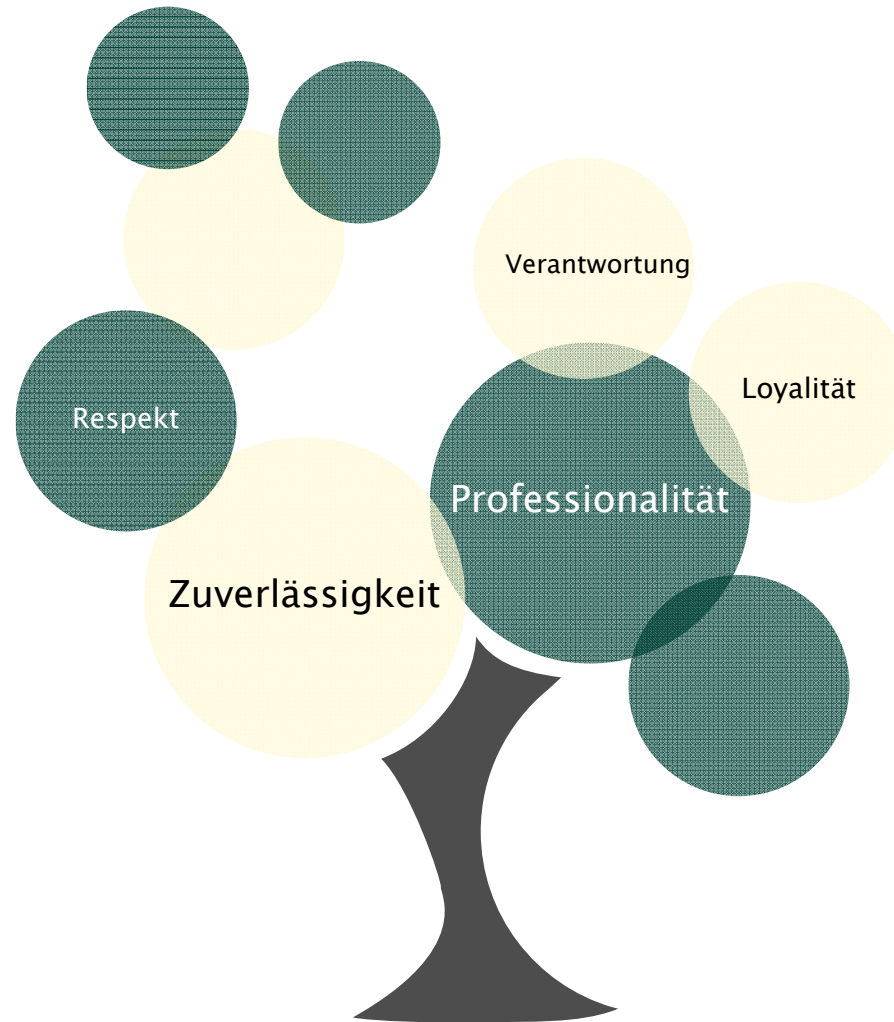 Verantwortung
Loyalität
Respekt
Professionalität
Zuverlässigkeit